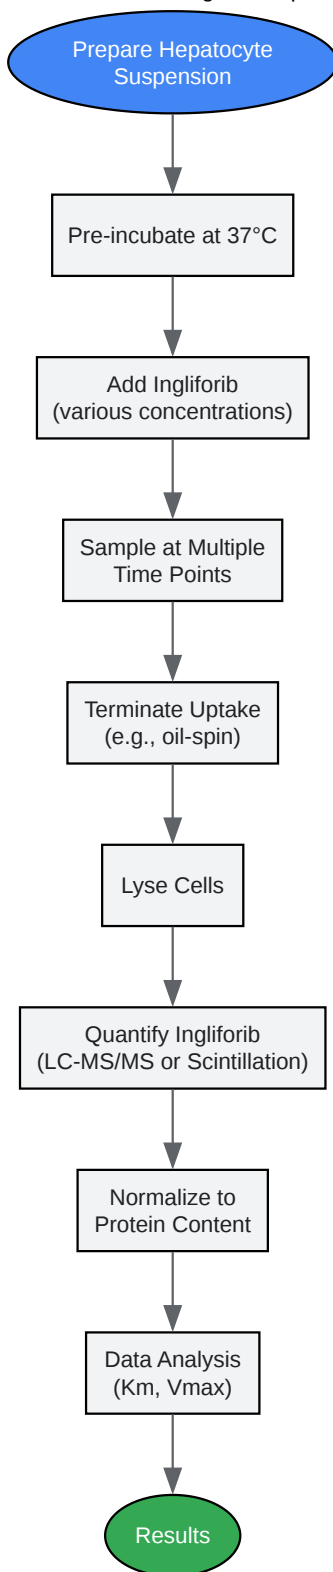 Prepare Hepatocyte
Suspension
Pre-incubate at 37°C
Add Ingliforib
(various concentrations)
Sample at Multiple
Time Points
Terminate Uptake
(e.g., oil-spin)
Lyse Cells
Quantify Ingliforib
(LC-MS/MS or Scintillation)
Normalize to
Protein Content
Data Analysis
(Km, Vmax)
Results